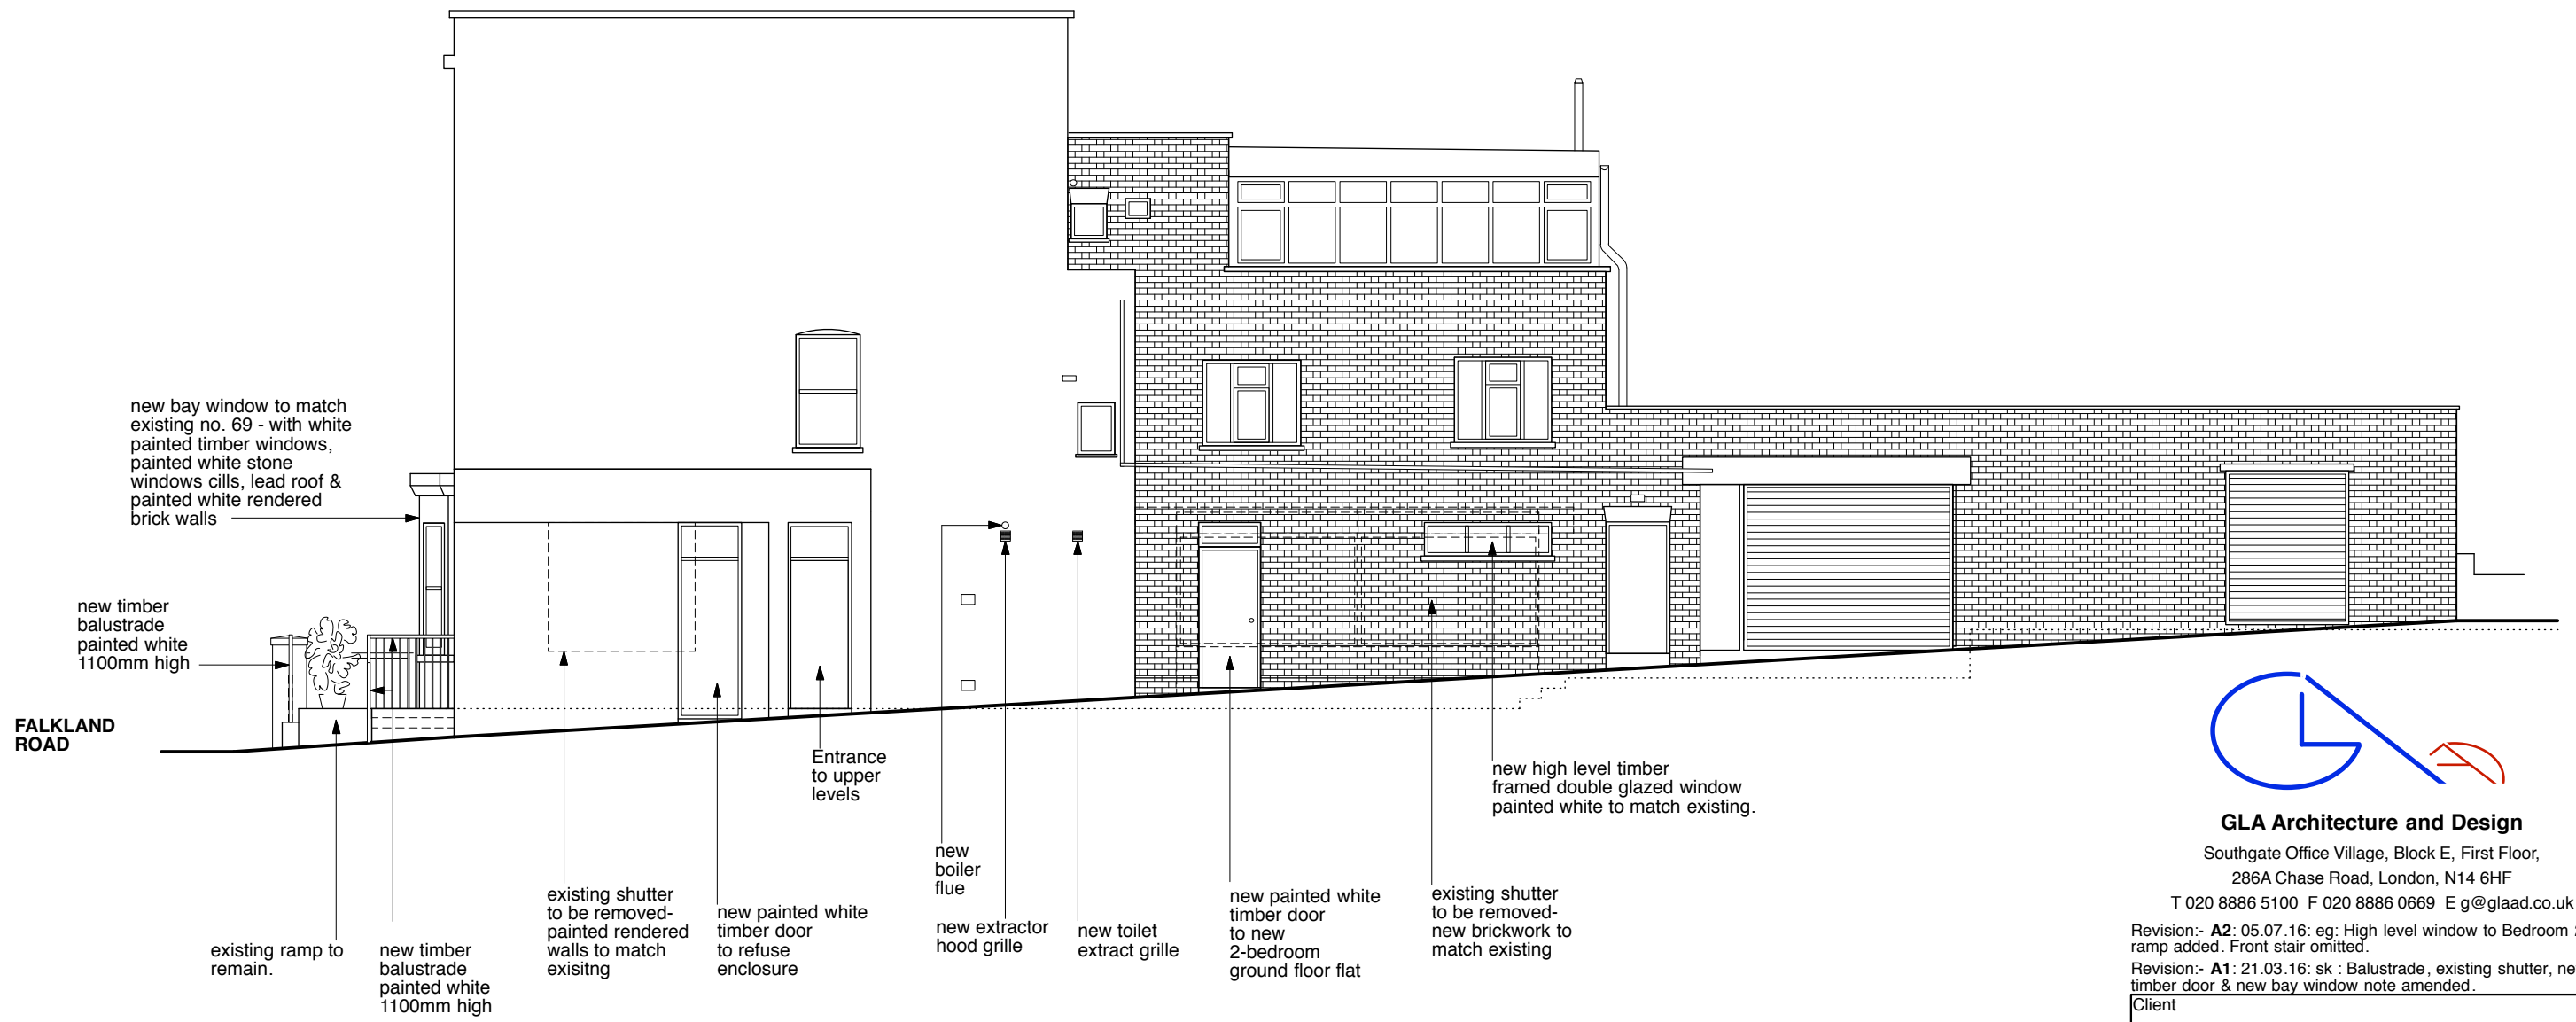 new bay window to match
existing no. 69 - with white
painted timber windows,
painted white stone
windows cills, lead roof &
painted white rendered
brick walls
new timber
balustrade
painted white
1100mm high
FALKLAND
ROAD
existing ramp to
remain.
new timber
balustrade
painted white
1100mm high
existing shutter
to be removed-
painted rendered
walls to match
exisitng
new painted white
timber door
to refuse
enclosure
Entrance
to upper
levels
new
boiler
flue
new extractor
hood grille
new toilet
extract grille
new painted white
timber door
to new
2-bedroom
ground floor flat
existing shutter
to be removed-
new brickwork to
match existing
new high level timber
framed double glazed window
painted white to match existing.
GLA Architecture and Design
Southgate Office Village, Block E, First Floor,
286A Chase Road, London, N14 6HF
T 020 8886 5100 F 020 8886 0669 E g@glaad.co.uk
Revision:- A2: 05.07.16: eg: High level window to Bedroom
ramp added. Front stair omitted.
Revision:- A1: 21.03.16: sk : Balustrade, existing shutter,
timber door & new bay window note amended.
Client